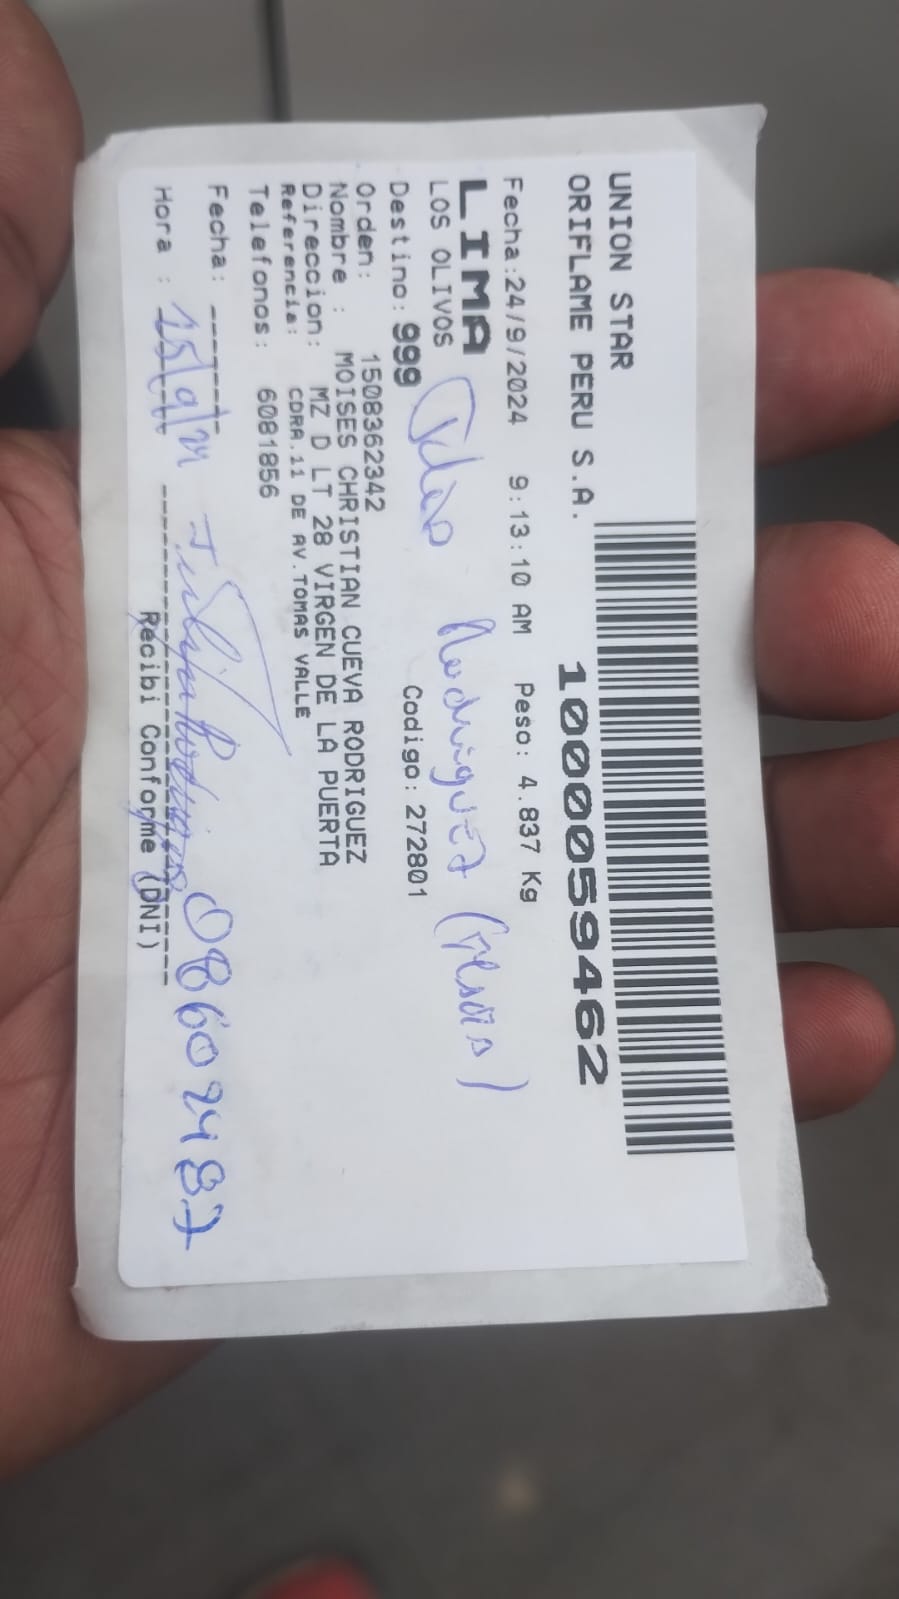 UNION STAR
ORIFLAME PERU S.A.
1000059462
Fecha:24/9/2024 9:13:10 AM Peso: 4.837 Kg
LIMA
LOS OLIVOS
Rodriguez
Destino: 999 Codigo: 272801
Orden: 1508362342
Nombre : MOISES CHRISTIAN CUEVA RODRIGUEZ
Direccion: MZ D LT 28 VIRGEN DE LA PUERTA
Referencia: CDRA.11 DE AV.TOMAS VALLE
Telefonos: 6081856
Fecha: 08602487
Hora :
Recibi Conforme (DNI)